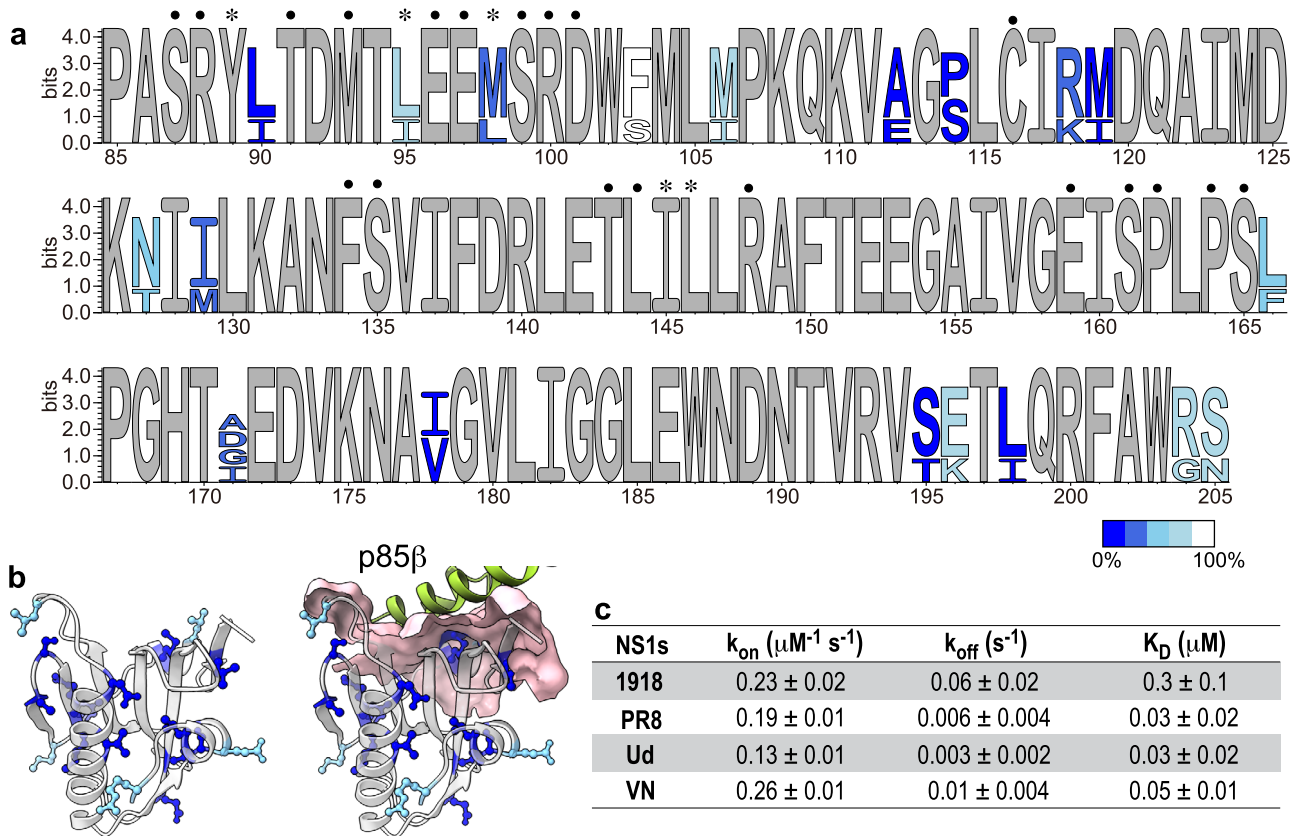 a
bits
4.0
3.0
2.0
1.0
0.0
• • * • • * • • * • • • •
PASRYLTDMTLEEMSRDWFMLMPKQKVAGPLCIRMDQAIMD
I I L S I E S K I
85 90 95 100 105 110 115 120 125
bits
4.0
3.0
2.0
1.0
0.0
• • • • * * • • • • • •
KNIILKANFSVIFDRLETLILLRAFTEEGAIVGEISPLPSL
T M F
130 135 140 145 150 155 160 165
bits
4.0
3.0
2.0
1.0
0.0
PGHTAEDVKNAIGVLIGGLEWNDNTVRVSETLQRFAWRS
D
G
I V T K I G N
170 175 180 185 190 195 200 205
0% 100%
b
p85β
c
NS1s kon (μM-1 s-1) koff (s-1) KD (μM)
1918 0.23 ± 0.02 0.06 ± 0.02 0.3 ± 0.1
PR8 0.19 ± 0.01 0.006 ± 0.004 0.03 ± 0.02
Ud 0.13 ± 0.01 0.003 ± 0.002 0.03 ± 0.02
VN 0.26 ± 0.01 0.01 ± 0.004 0.05 ± 0.01